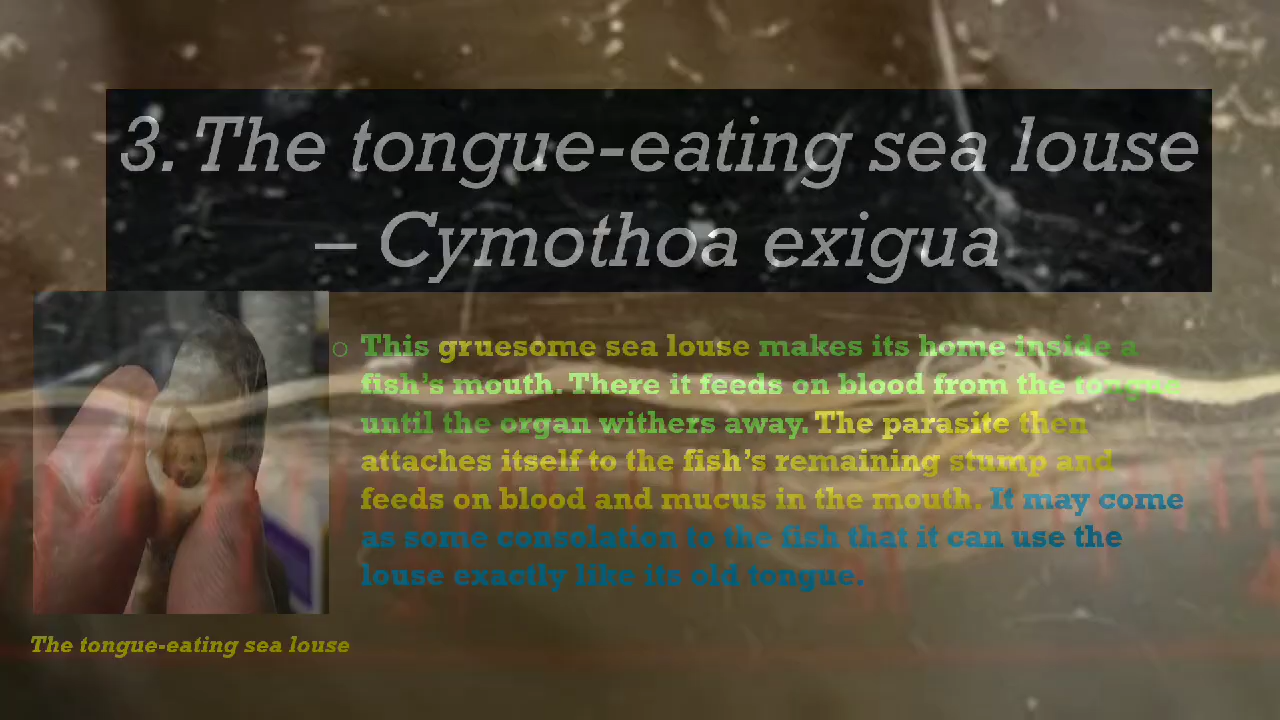 3. The tongue-eating sea louse
– Cymothoa exigua
This gruesome sea louse makes its home inside a
fish’s mouth. There it feeds on blood from the tongue
until the organ withers away. The parasite then
attaches itself to the fish’s remaining stump and
feeds on blood and mucus in the mouth. It may come
as some consolation to the fish that it can use the
louse exactly like its old tongue.
The tongue-eating sea louse